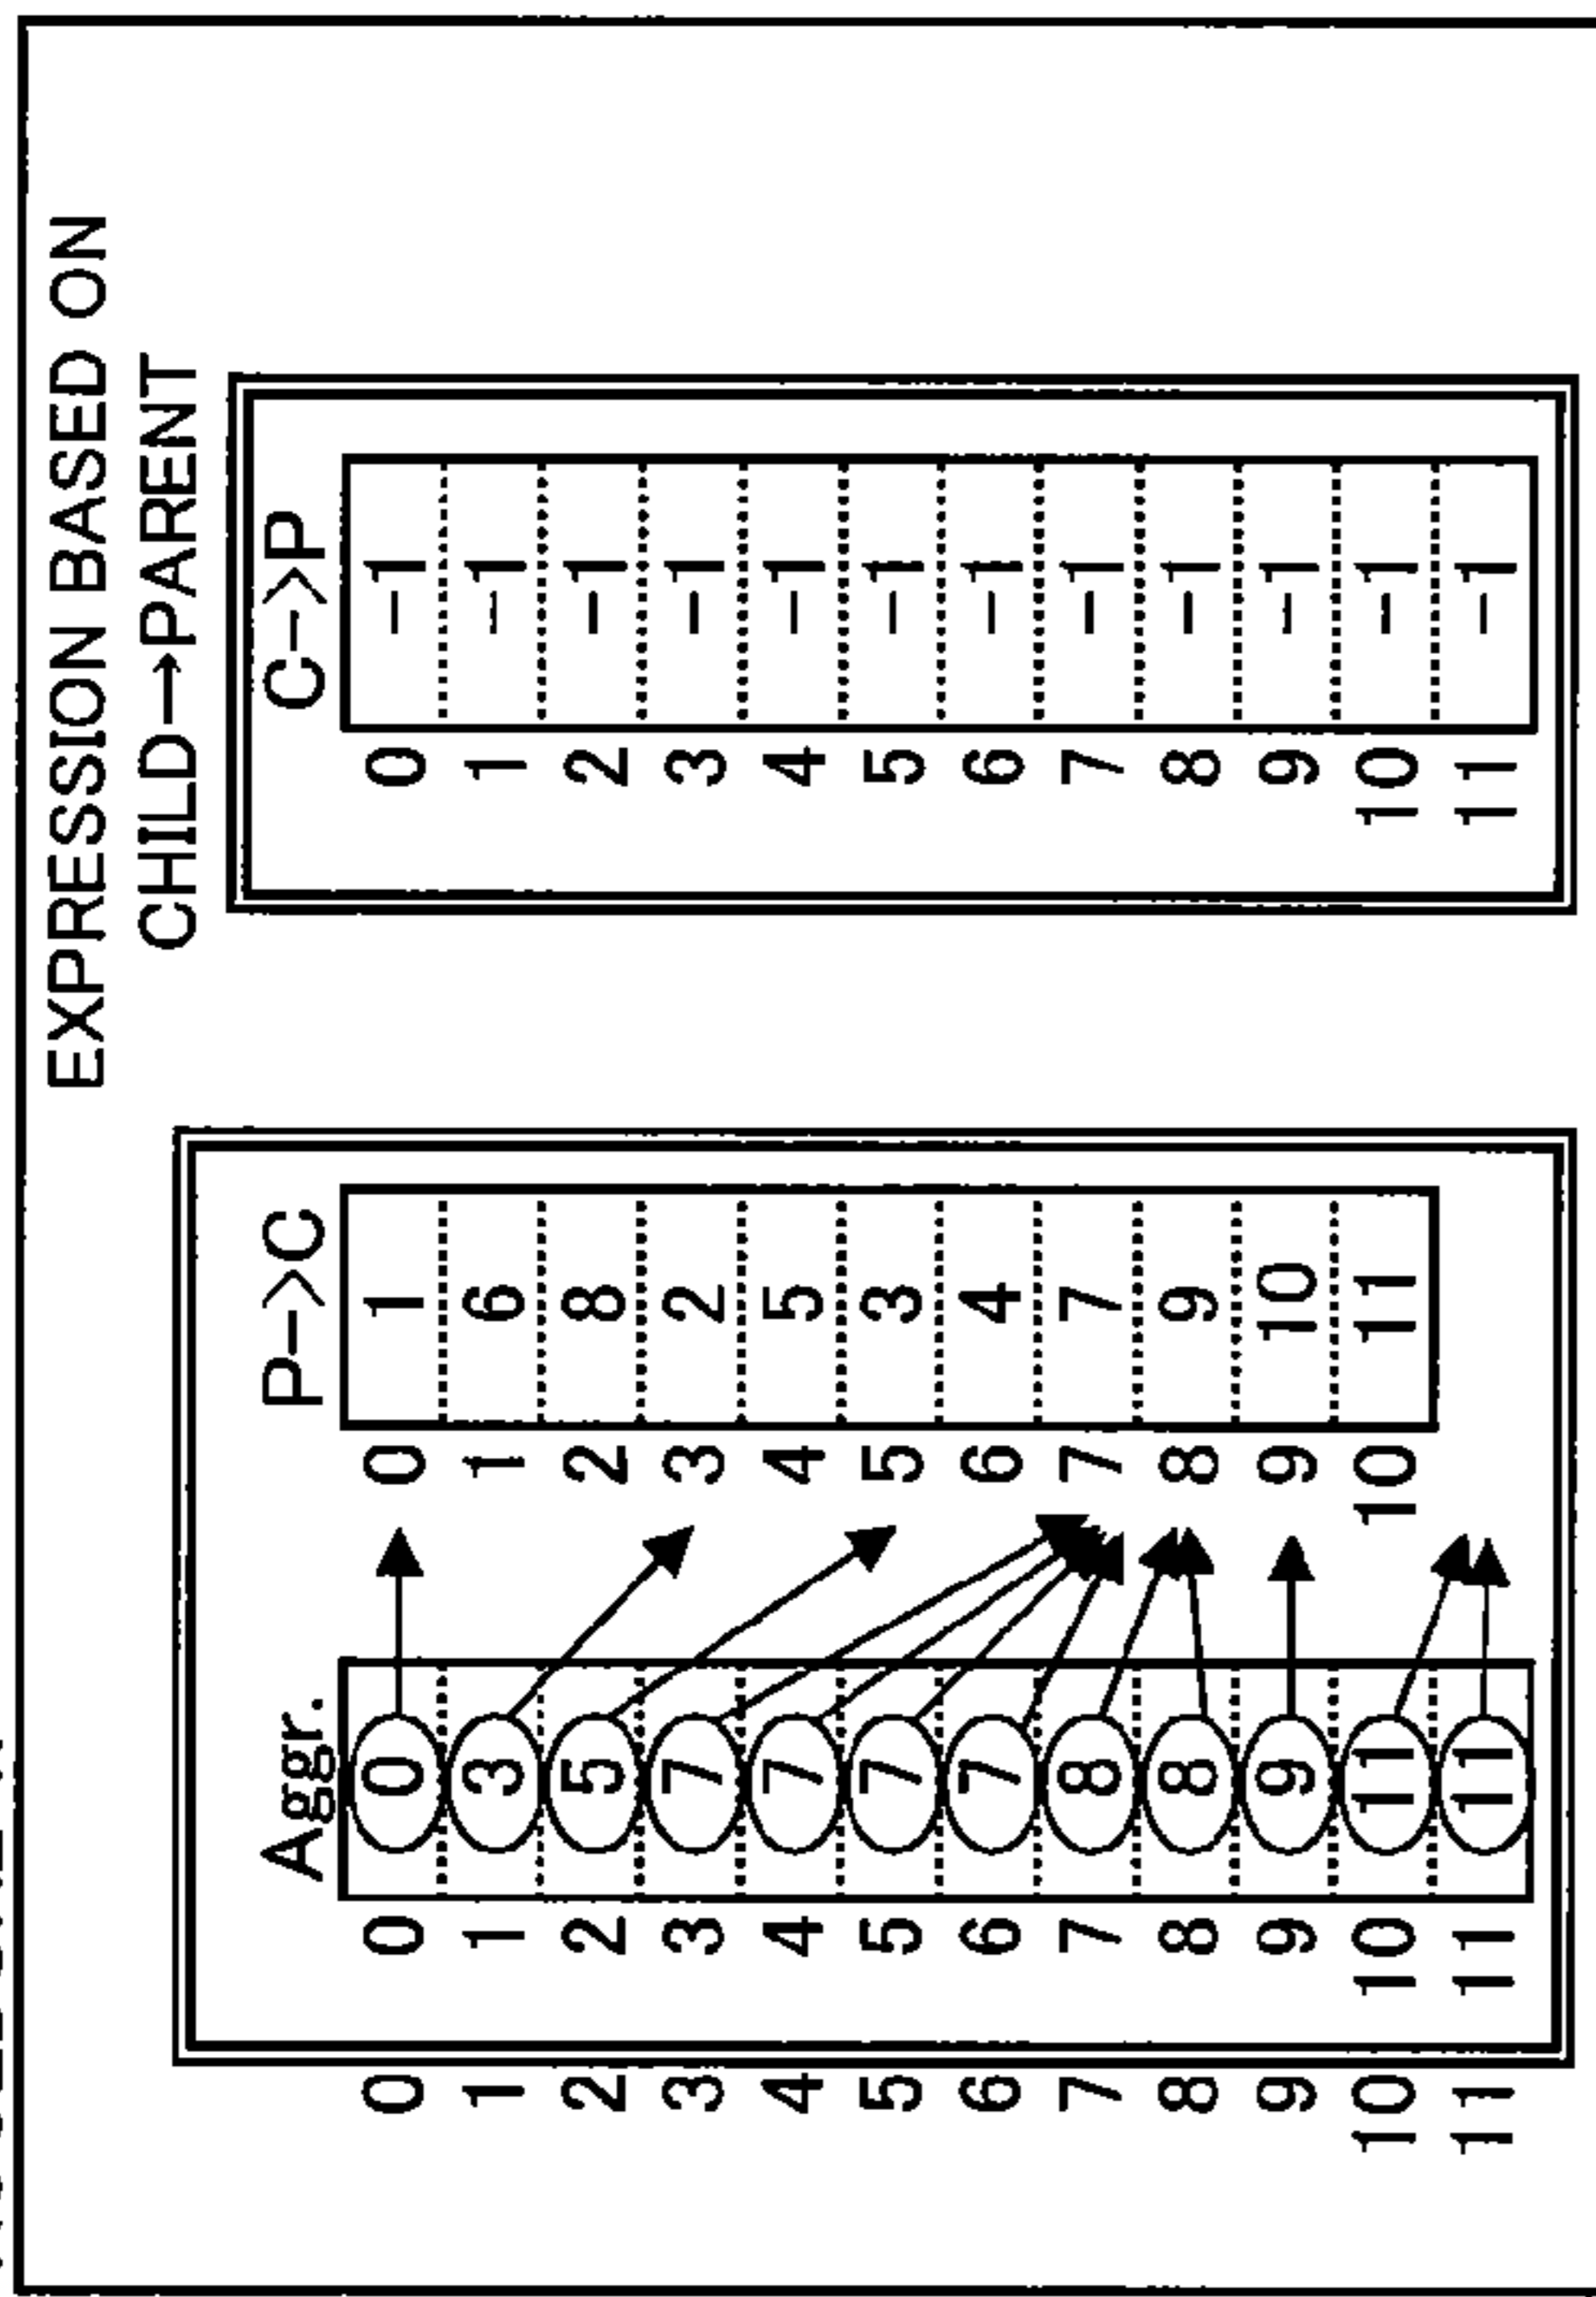 EXPRESSION BASED ON
CHILD→PARENT
Aggr. P->C C->P
0 0 0 0 1 0 -1
1 1 3 1 6 1 -1
2 2 5 2 8 2 -1
3 3 7 3 2 3 -1
4 4 7 4 5 4 -1
5 5 7 5 3 5 -1
6 6 7 6 4 6 -1
7 7 8 7 7 7 -1
8 8 8 8 9 8 -1
9 9 9 9 10 9 -1
10 10 11 10 11 10 -1
11 11 11 11 -1